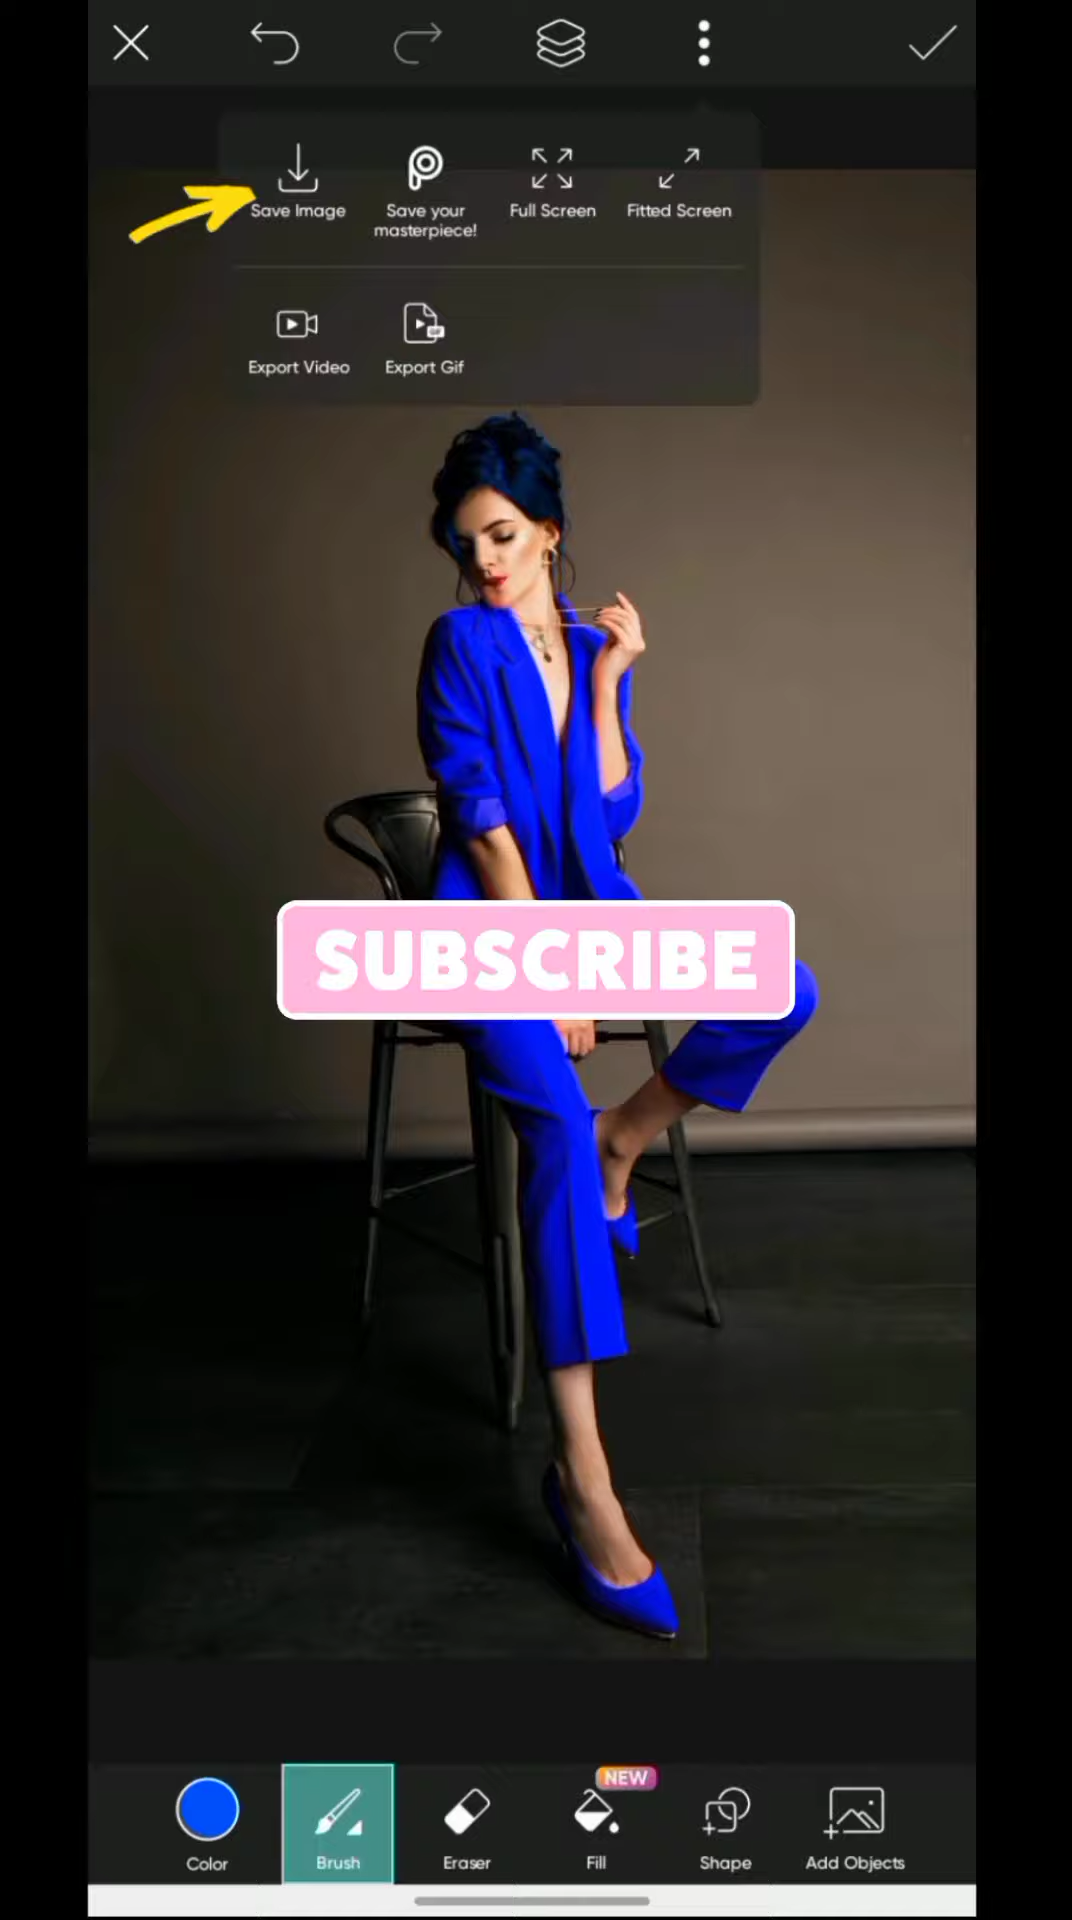 Save Image
Save your
masterpiece!
Full Screen
Fitted Screen
Export Video
Export Gif
GIF
SUBSCRIBE
NEW
Color
Brush
Eraser
Fill
Shape
Add Objects